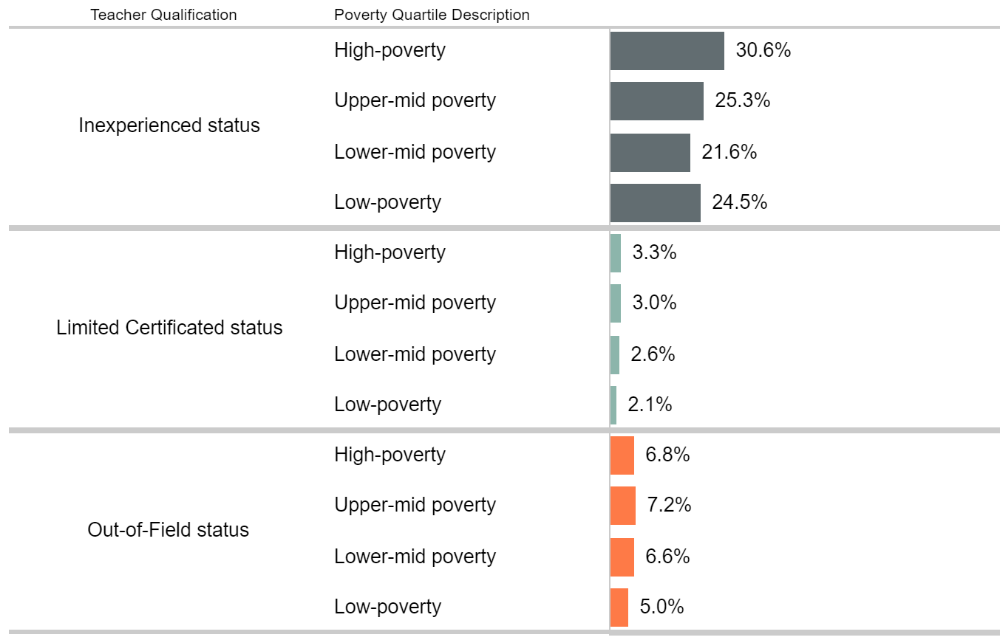 Teacher Qualification Poverty Quartile Description
High-poverty 30.6%
Upper-mid poverty 25.3%
Inexperienced status
Lower-mid poverty 21.6%
Low-poverty 24.5%
High-poverty 3.3%
Upper-mid poverty 3.0%
Limited Certificated status
Lower-mid poverty 2.6%
Low-poverty 2.1%
High-poverty 6.8%
Upper-mid poverty 7.2%
Out-of-Field status
Lower-mid poverty 6.6%
Low-poverty 5.0%